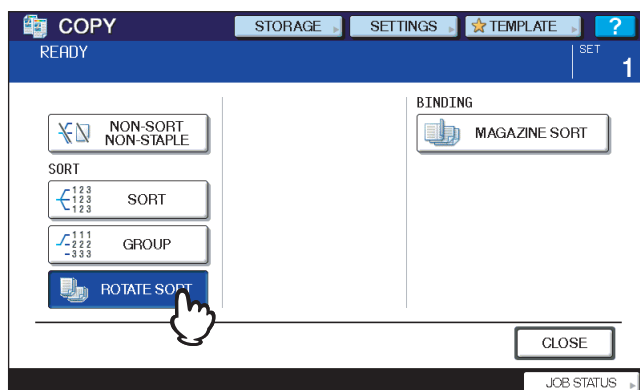 COPY STORAGE SETTINGS TEMPLATE ?
READY
SET
1
NON-SORT
NON-STAPLE
SORT
123
123
123
SORT
111
222
333
GROUP
ROTATE SORT
BINDING
MAGAZINE SORT
CLOSE
JOB STATUS